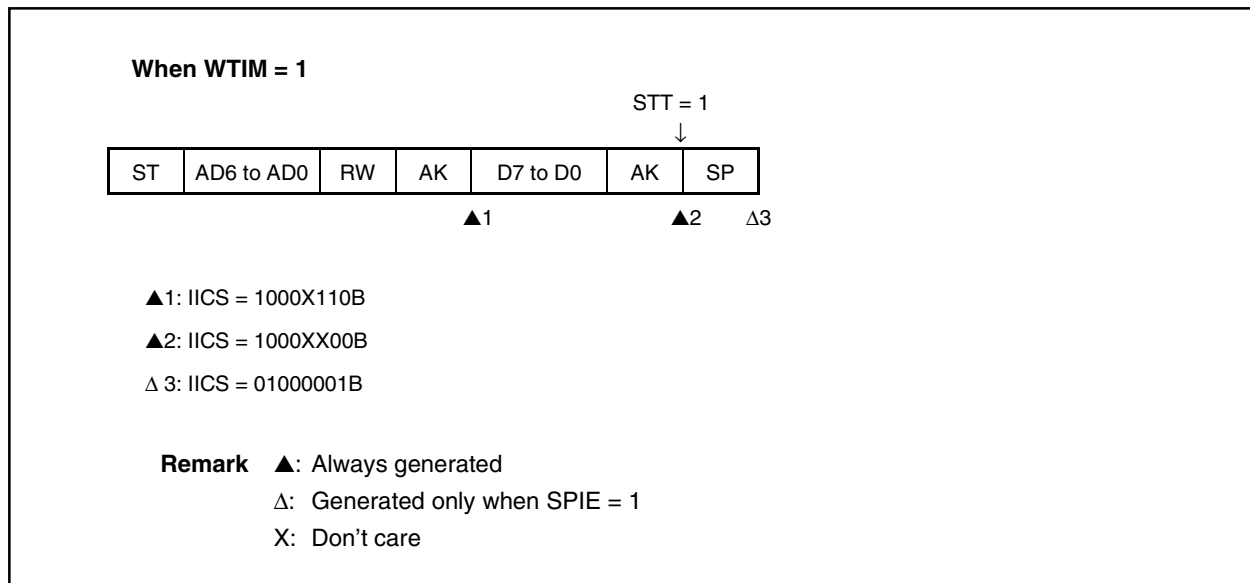 When WTIM = 1
STT = 1
↓
ST AD6 to AD0 RW AK D7 to D0 AK SP
▲1 ▲2 Δ3
▲1: IICS = 1000X110B
▲2: IICS = 1000XX00B
Δ 3: IICS = 01000001B
Remark ▲: Always generated
Δ: Generated only when SPIE = 1
X: Don't care